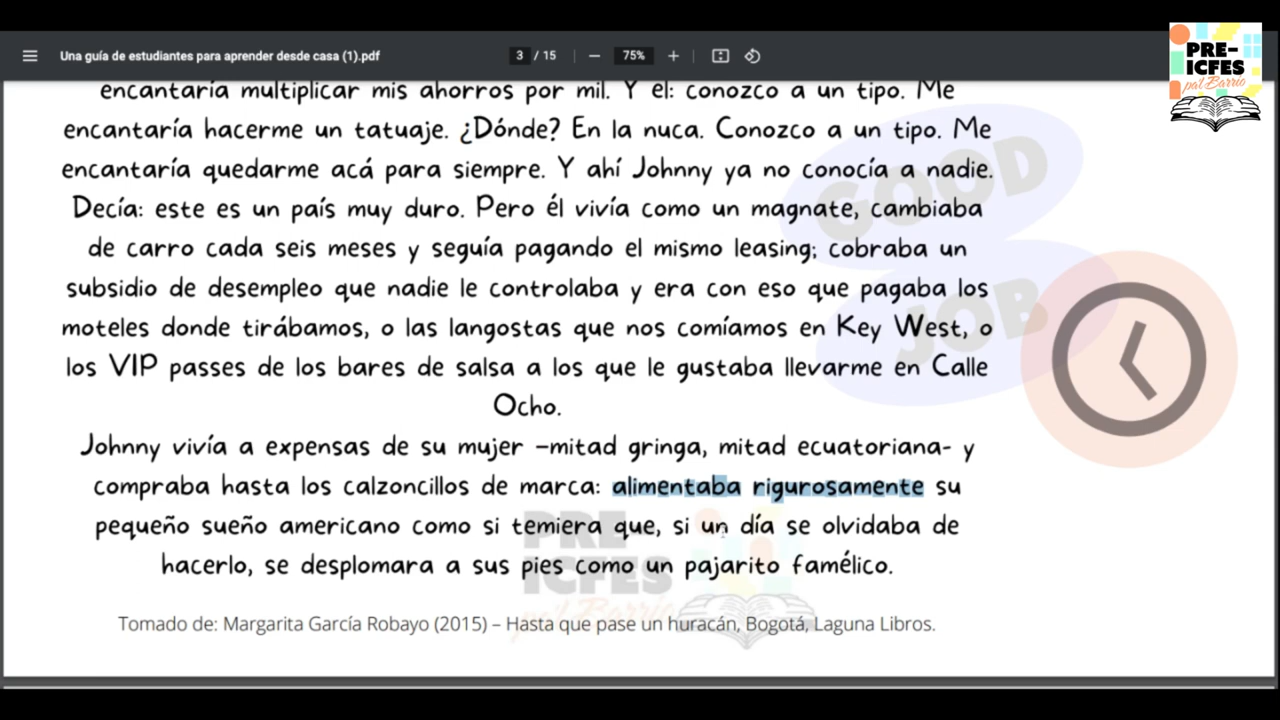 Una guía de estudiantes para aprender desde casa (1).pdf
3 / 15
75%
PRE-
ICFES
pa'l Barrio
encantaría multiplicar mis ahorros por mil. Y él: conozco a un tipo. Me
encantaría hacerme un tatuaje. ¿Dónde? En la nuca. Conozco a un tipo. Me
encantaría quedarme acá para siempre. Y ahí Johnny ya no conocía a nadie.
Decía: este es un país muy duro. Pero él vivía como un magnate, cambiaba
de carro cada seis meses y seguía pagando el mismo leasing; cobraba un
subsidio de desempleo que nadie le controlaba y era con eso que pagaba los
moteles donde tirábamos, o las langostas que nos comíamos en Key West, o
los VIP passes de los bares de salsa a los que le gustaba llevarme en Calle
Ocho.
Johnny vivía a expensas de su mujer –mitad gringa, mitad ecuatoriana- y
compraba hasta los calzoncillos de marca: alimentaba rigurosamente su
pequeño sueño americano como si temiera que, si un día se olvidaba de
hacerlo, se desplomara a sus pies como un pajarito famélico.
Tomado de: Margarita García Robayo (2015) – Hasta que pase un huracán, Bogotá, Laguna Libros.
GOOD
JOB
PRE-
ICFES
pa'l Barrio